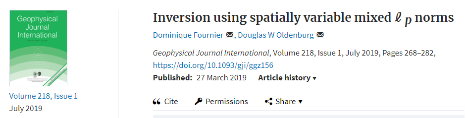 Geophysical
Journal
International
Inversion using spatially variable mixed ℓ p norms
Dominique Fournier, Douglas W Oldenburg
Geophysical Journal International, Volume 218, Issue 1, July 2019, Pages 268–282,
https://doi.org/10.1093/gji/ggz156
Published: 27 March 2019 Article history
Volume 218, Issue 1
July 2019
Cite Permissions Share